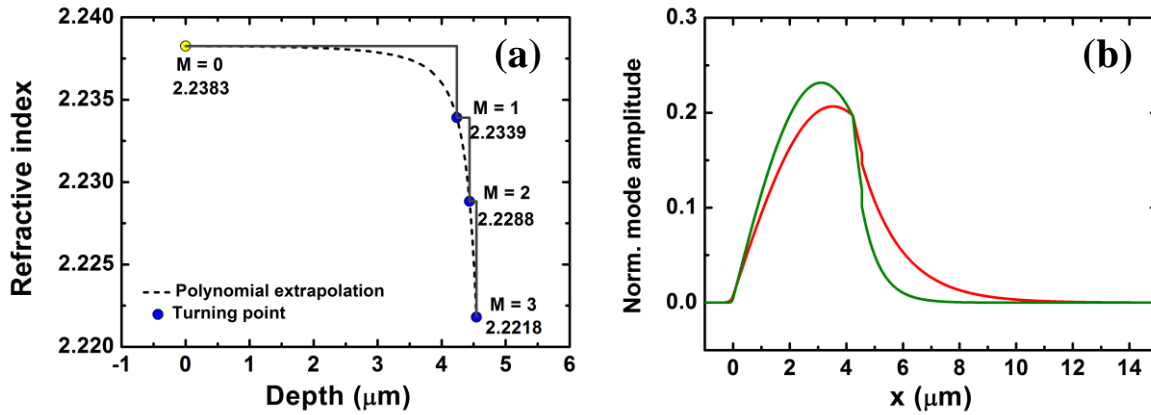 (a)
Refractive index
2.240
2.235
2.230
2.225
2.220
M = 0
2.2383
M = 1
2.2339
M = 2
2.2288
M = 3
2.2218
Polynomial extrapolation
Turning point
-1 0 1 2 3 4 5 6
Depth (μm)
(b)
Norm. mode amplitude
0.3
0.2
0.1
0.0
0 2 4 6 8 10 12 14
x (μm)